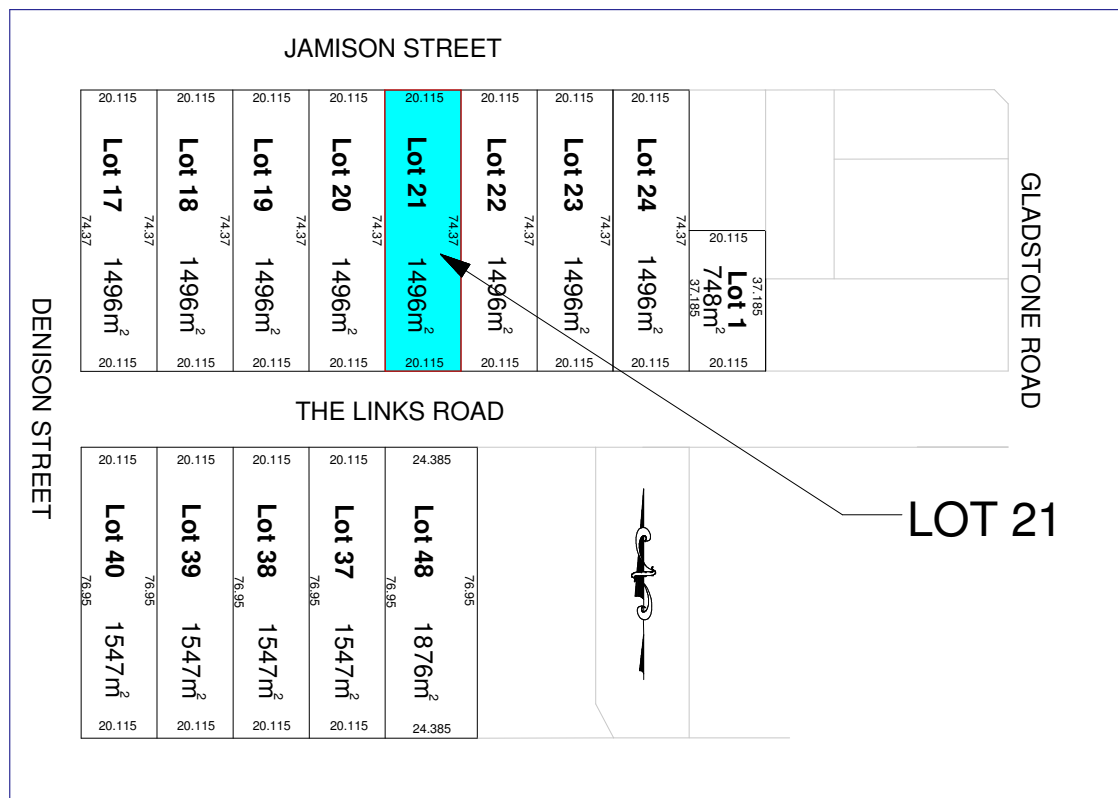 JAMISON STREET
20.115 20.115 20.115 20.115 20.115 20.115 20.115 20.115
Lot 17 Lot 18 Lot 19 Lot 20 Lot 21 Lot 22 Lot 23 Lot 24
74.37 74.37 74.37 74.37 74.37 74.37 74.37
1496m² 1496m² 1496m² 1496m² 1496m² 1496m² 1496m² 1496m²
20.115 20.115 20.115 20.115 20.115 20.115 20.115 20.115
20.115
37.185
Lot 1
748m²
37.185
20.115
GLADSTONE ROAD
DENISON STREET
THE LINKS ROAD
20.115 20.115 20.115 20.115 24.385
Lot 40 Lot 39 Lot 38 Lot 37 Lot 48
76.95 76.95 76.95 76.95 76.95 76.95
1547m² 1547m² 1547m² 1547m² 1876m²
20.115 20.115 20.115 20.115 24.385
LOT 21